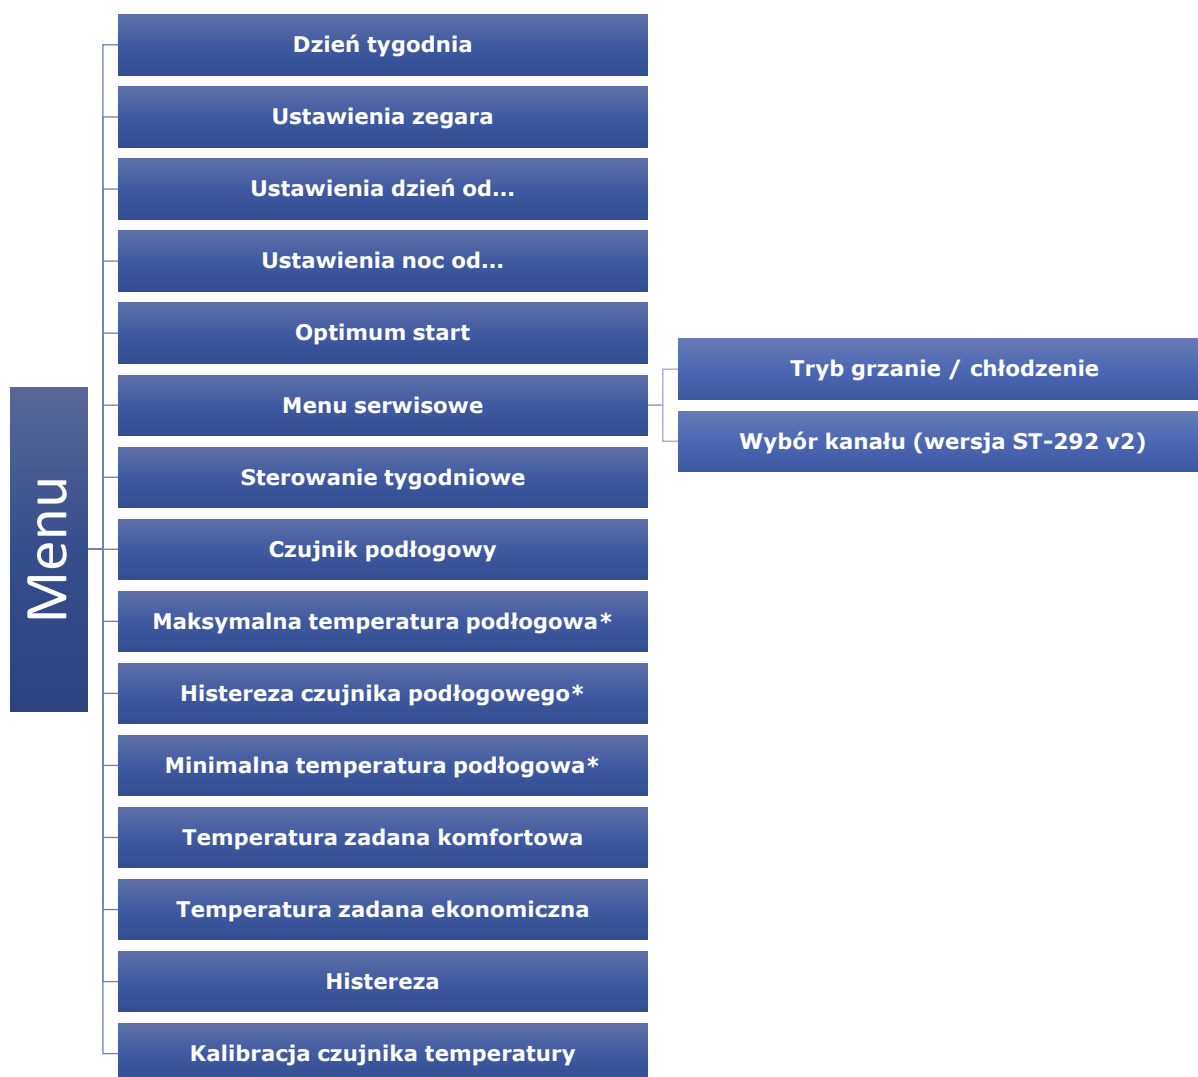 Menu
Dzień tygodnia
Ustawienia zegara
Ustawienia dzień od...
Ustawienia noc od...
Optimum start
Menu serwisowe
Tryb grzanie / chłodzenie
Wybór kanału (wersja ST-292 v2)
Sterowanie tygodniowe
Czujnik podłogowy
Maksymalna temperatura podłogowa*
Histereza czujnika podłogowego*
Minimalna temperatura podłogowa*
Temperatura zadana komfortowa
Temperatura zadana ekonomiczna
Histereza
Kalibracja czujnika temperatury